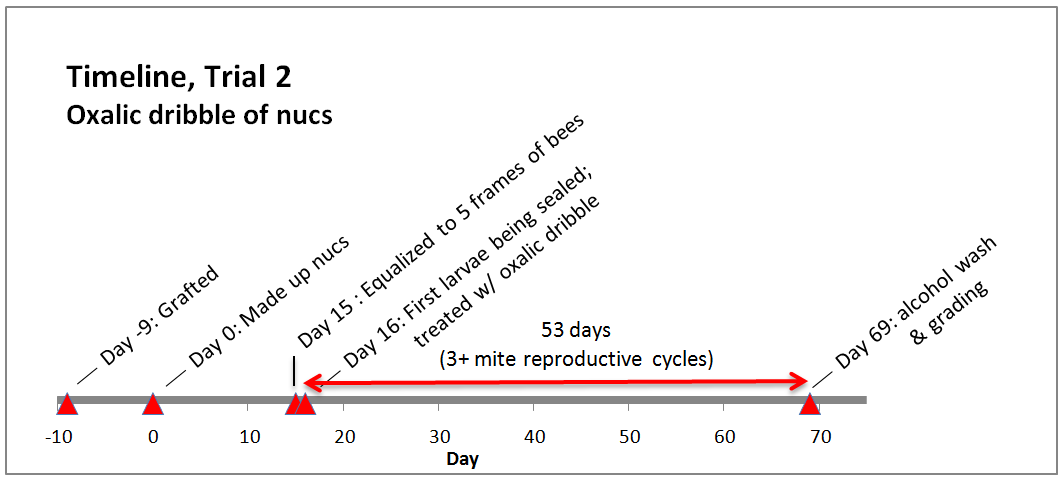 Timeline, Trial 2
Oxalic dribble of nucs
Day -9: Grafted
Day 0: Made up nucs
Day 15 : Equalized to 5 frames of bees
Day 16: First larvae being sealed;
treated w/ oxalic dribble
53 days
(3+ mite reproductive cycles)
Day 69: alcohol wash
& grading
-10 0 10 20 30 40 50 60 70
Day